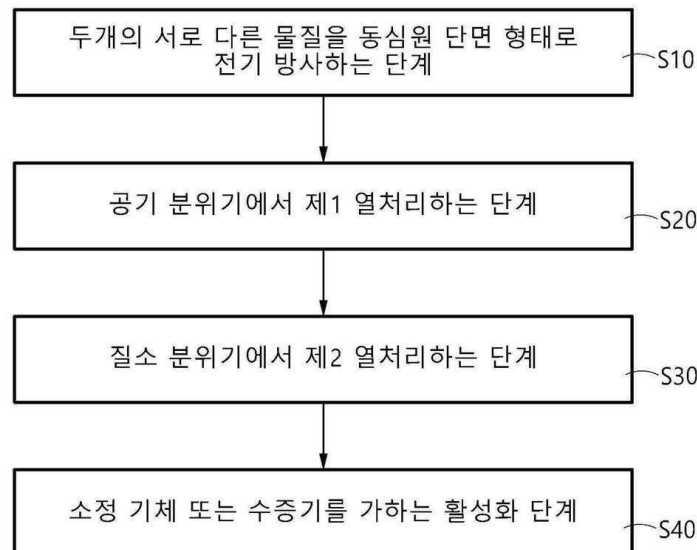 두개의 서로 다른 물질을 동심원 단면 형태로
전기 방사하는 단계
S10
공기 분위기에서 제1 열처리하는 단계
S20
질소 분위기에서 제2 열처리하는 단계
S30
소정 기체 또는 수증기를 가하는 활성화 단계
S40